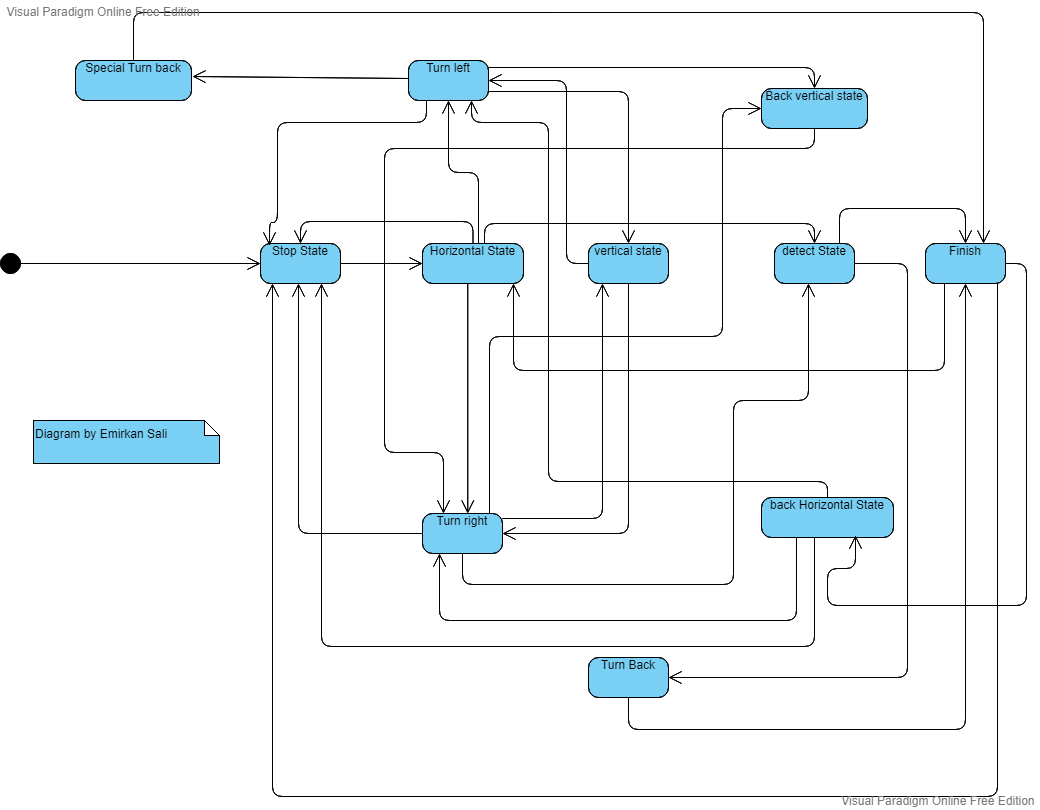 Visual Paradigm Online Free Edition
Special Turn back
Turn left
Back vertical state
Stop State
Horizontal State
vertical state
detect State
Finish
Diagram by Emirkan Sali
back Horizontal State
Turn right
Turn Back
Visual Paradigm Online Free Edition